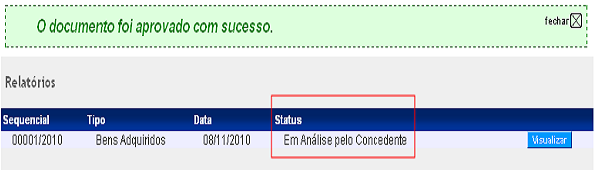 O documento foi aprovado com sucesso.
fechar
Relatórios
Sequencial Tipo Data Status
00001/2010 Bens Adquiridos 08/11/2010 Em Análise pelo Concedente Visualizar